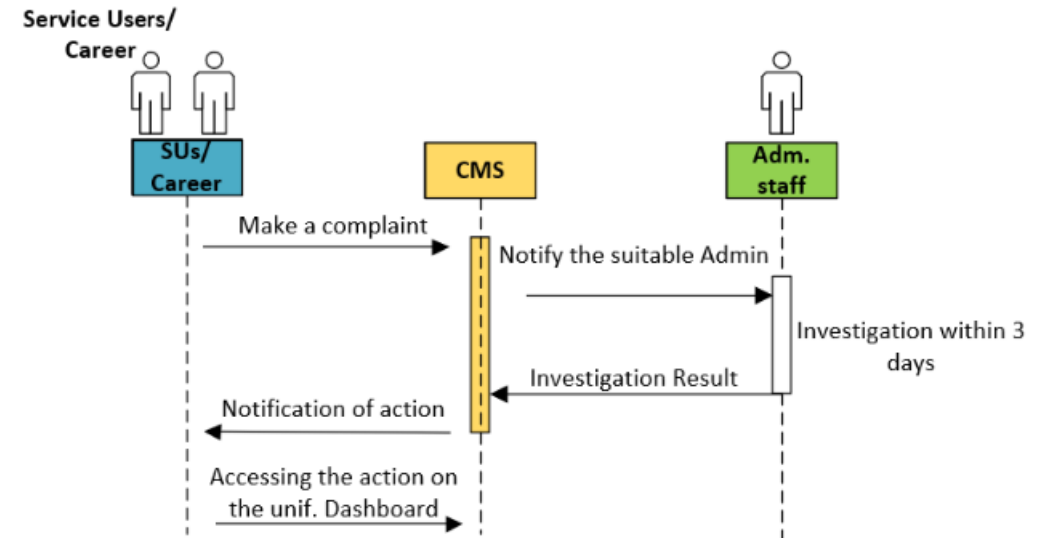 Service Users/
Career
SUs/
Career
CMS
Adm.
staff
Make a complaint
Notify the suitable Admin
Investigation within 3
days
Investigation Result
Notification of action
Accessing the action on
the unif. Dashboard